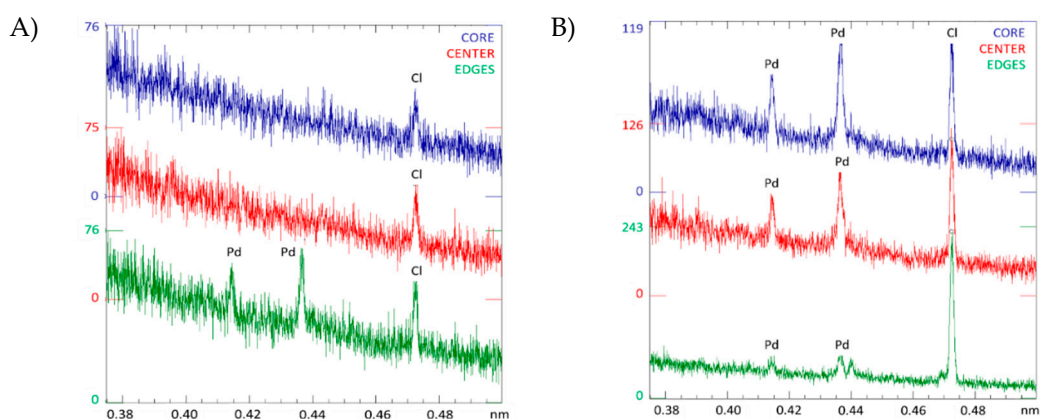 A)
76
CORE
CENTER
EDGES
Cl
75
0
Cl
76
Pd
Pd
Cl
0
0
0.38
0.40
0.42
0.44
0.46
0.48
nm
B)
119
CORE
CENTER
EDGES
Pd
Pd
Cl
126
0
Pd
Pd
243
0
Pd
Pd
0
0.38
0.40
0.42
0.44
0.46
0.48
nm